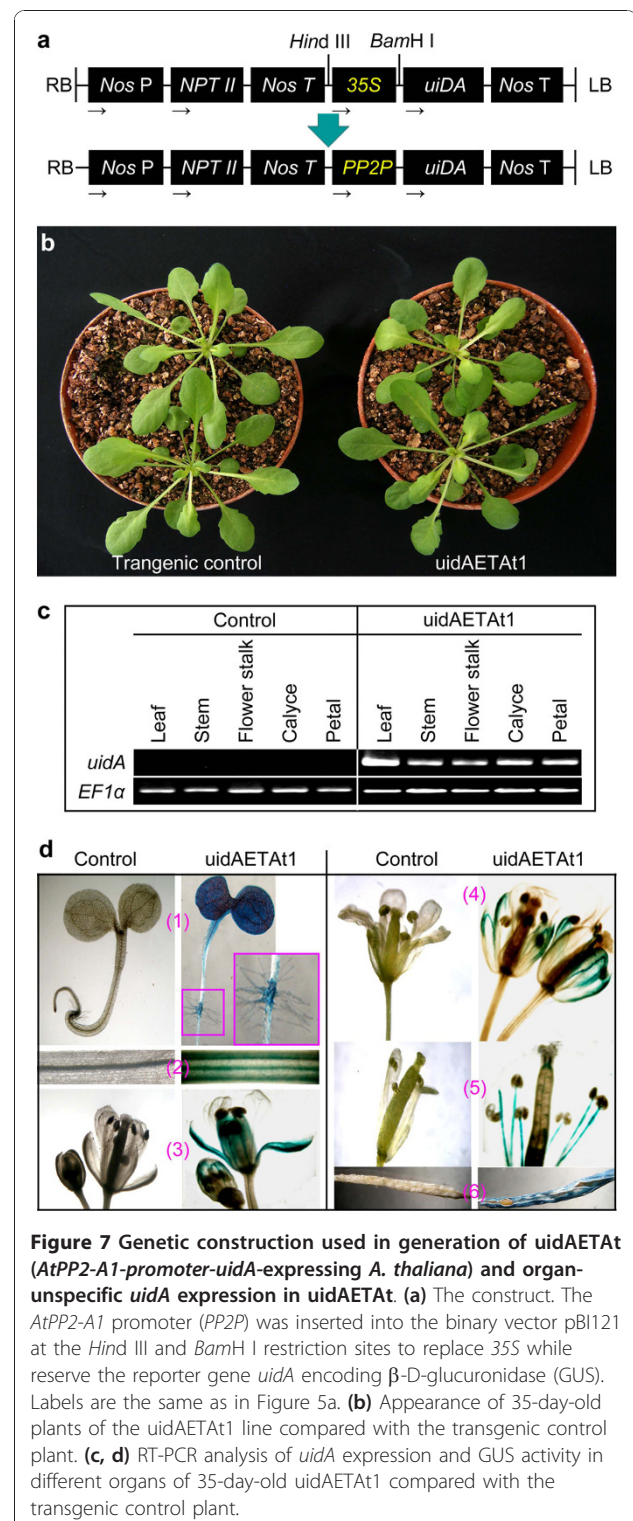 a
Hind III BamH I
RB Nos P NPT II Nos T 35S uiDA Nos T LB
→ → → →
RB Nos P NPT II Nos T PP2P uiDA Nos T LB
→ → → →
b
Trangenic control uidAETAt1
c
Control uidAETAt1
Leaf Stem Flower stalk Calyce Petal Leaf Stem Flower stalk Calyce Petal
uidA
EF1α
d
Control uidAETAt1 Control uidAETAt1
(1) (4)
(2)
(5)
(3)
(6)
Figure 7 Genetic construction used in generation of uidAETAt
(AtPP2-A1-promoter-uidA-expressing A. thaliana) and organ-
unspecific uidA expression in uidAETAt. (a) The construct. The
AtPP2-A1 promoter (PP2P) was inserted into the binary vector pBI121
at the Hind III and BamH I restriction sites to replace 35S while
reserve the reporter gene uidA encoding β-D-glucuronidase (GUS).
Labels are the same as in Figure 5a. (b) Appearance of 35-day-old
plants of the uidAETAt1 line compared with the transgenic control
plant. (c, d) RT-PCR analysis of uidA expression and GUS activity in
different organs of 35-day-old uidAETAt1 compared with the
transgenic control plant.